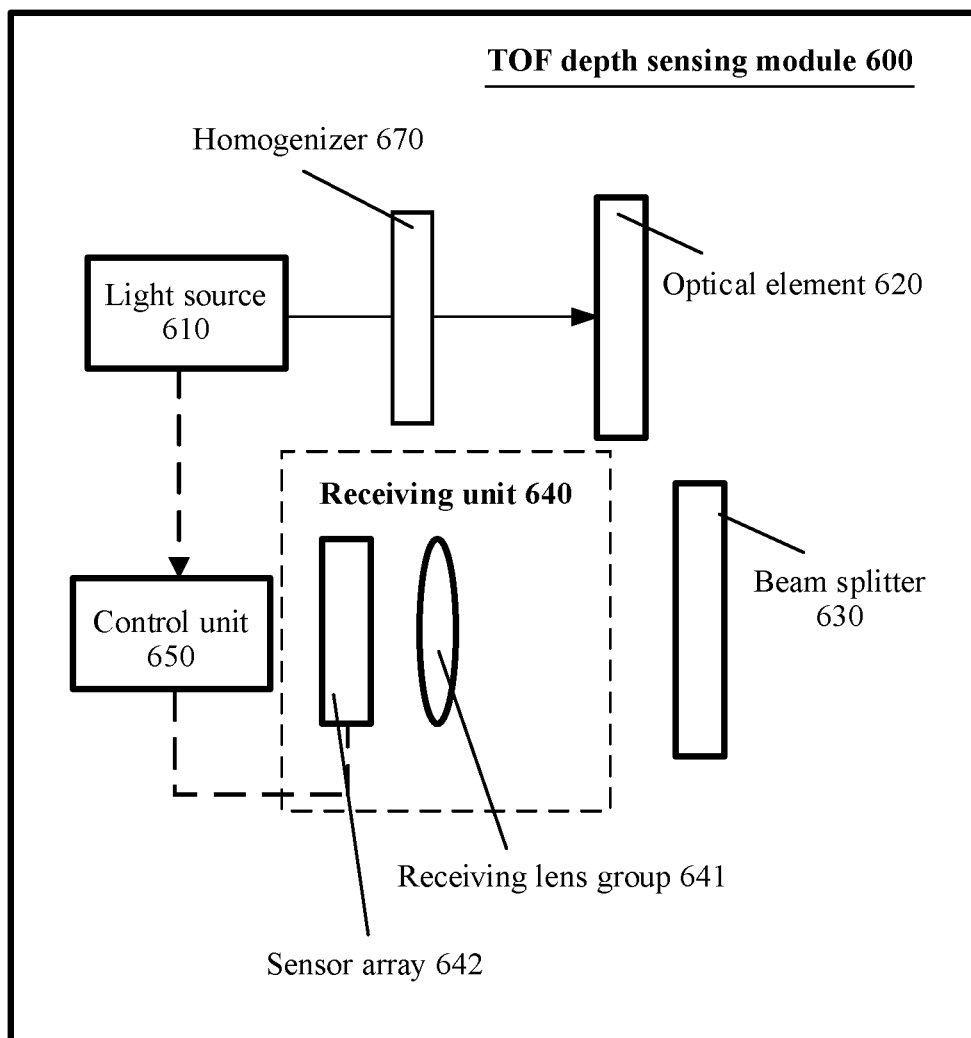 TOF depth sensing module 600
Homogenizer 670
Light source
610
Optical element 620
Receiving unit 640
Control unit
650
Beam splitter
630
Receiving lens group 641
Sensor array 642